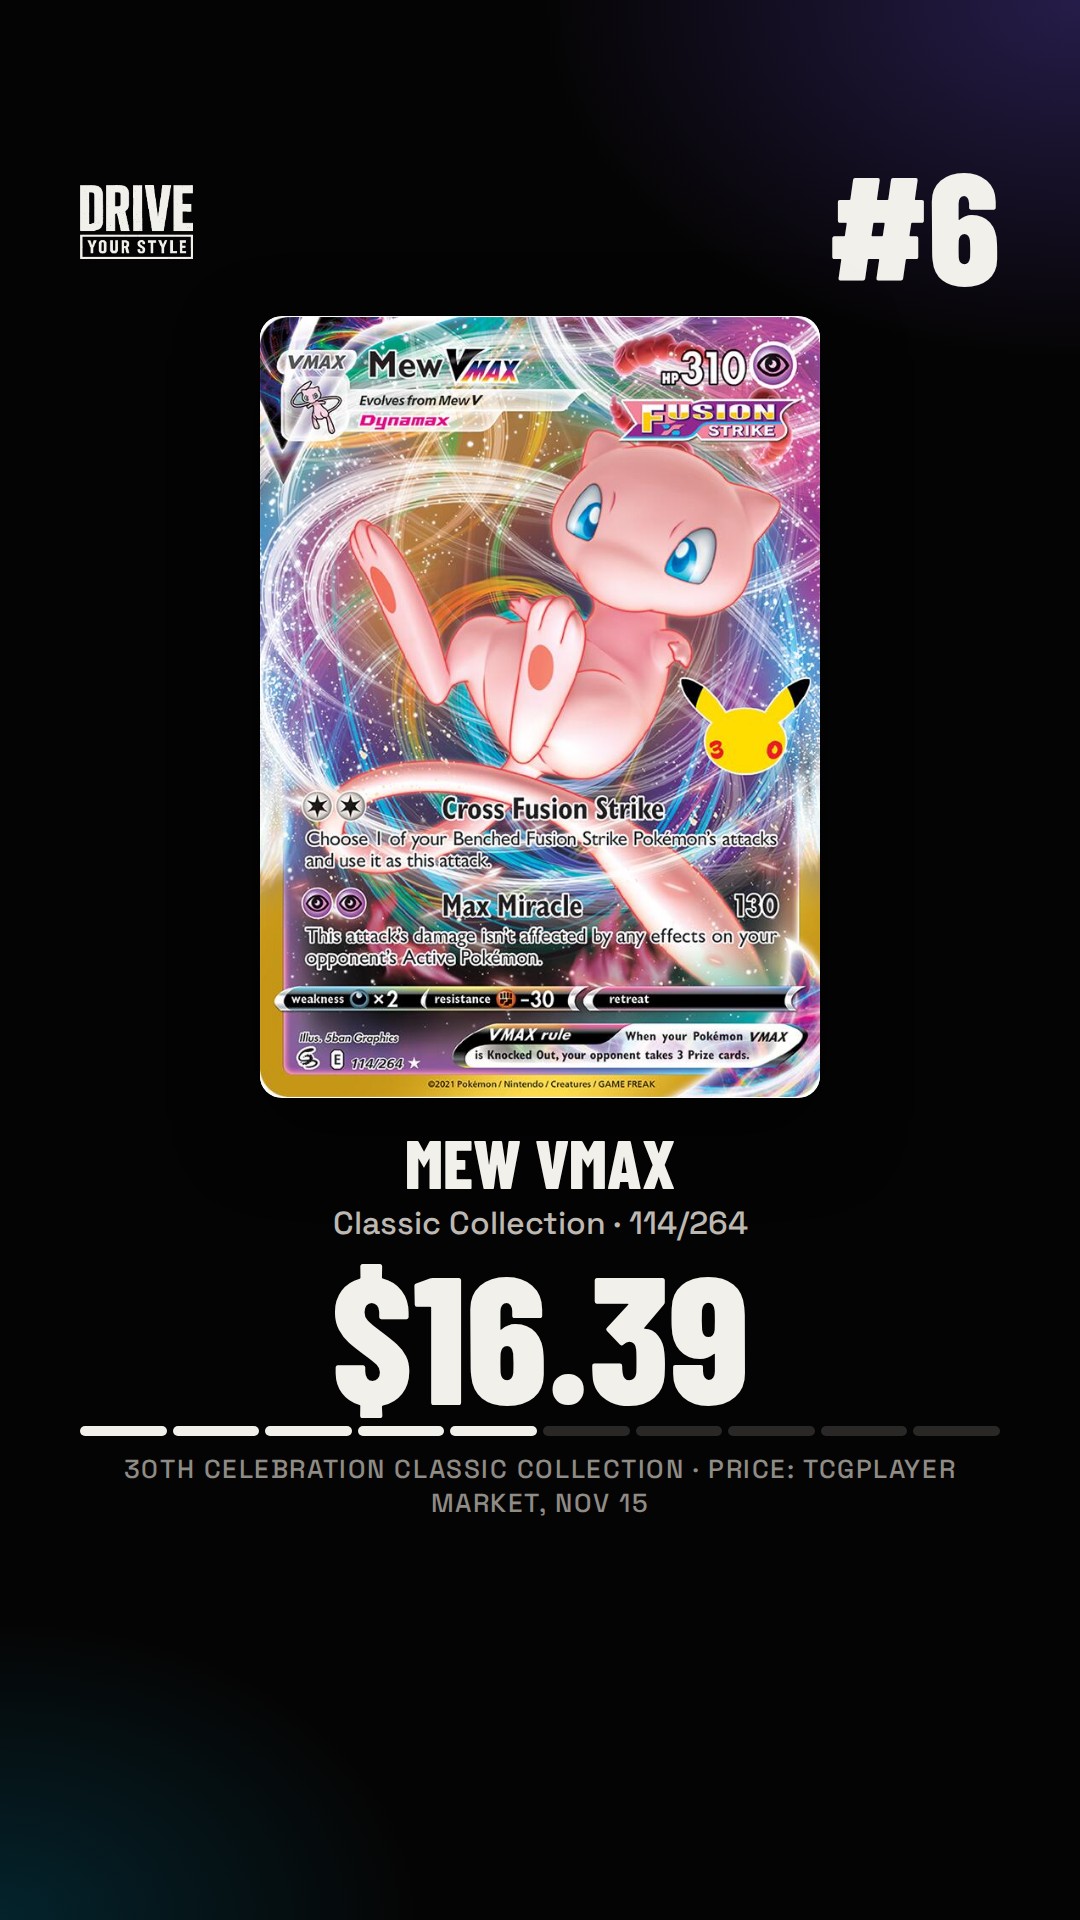 DRIVE
YOUR STYLE
#6
VMAX
Mew VMAX
HP 310
Evolves from Mew V
Dynamax
FUSION
STRIKE
3 0
Cross Fusion Strike
Choose 1 of your Benched Fusion Strike Pokémon's attacks
and use it as this attack.
Max Miracle 130
This attack's damage isn't affected by any effects on your
opponent's Active Pokémon.
weakness ×2 resistance -30 retreat
Illus. 5ban Graphics
VMAX rule When your Pokémon VMAX
is Knocked Out, your opponent takes 3 Prize cards.
E 114/264 ★
©2021 Pokémon / Nintendo / Creatures / GAME FREAK
MEW VMAX
Classic Collection · 114/264
$16.39
30TH CELEBRATION CLASSIC COLLECTION · PRICE: TCGPLAYER
MARKET, NOV 15